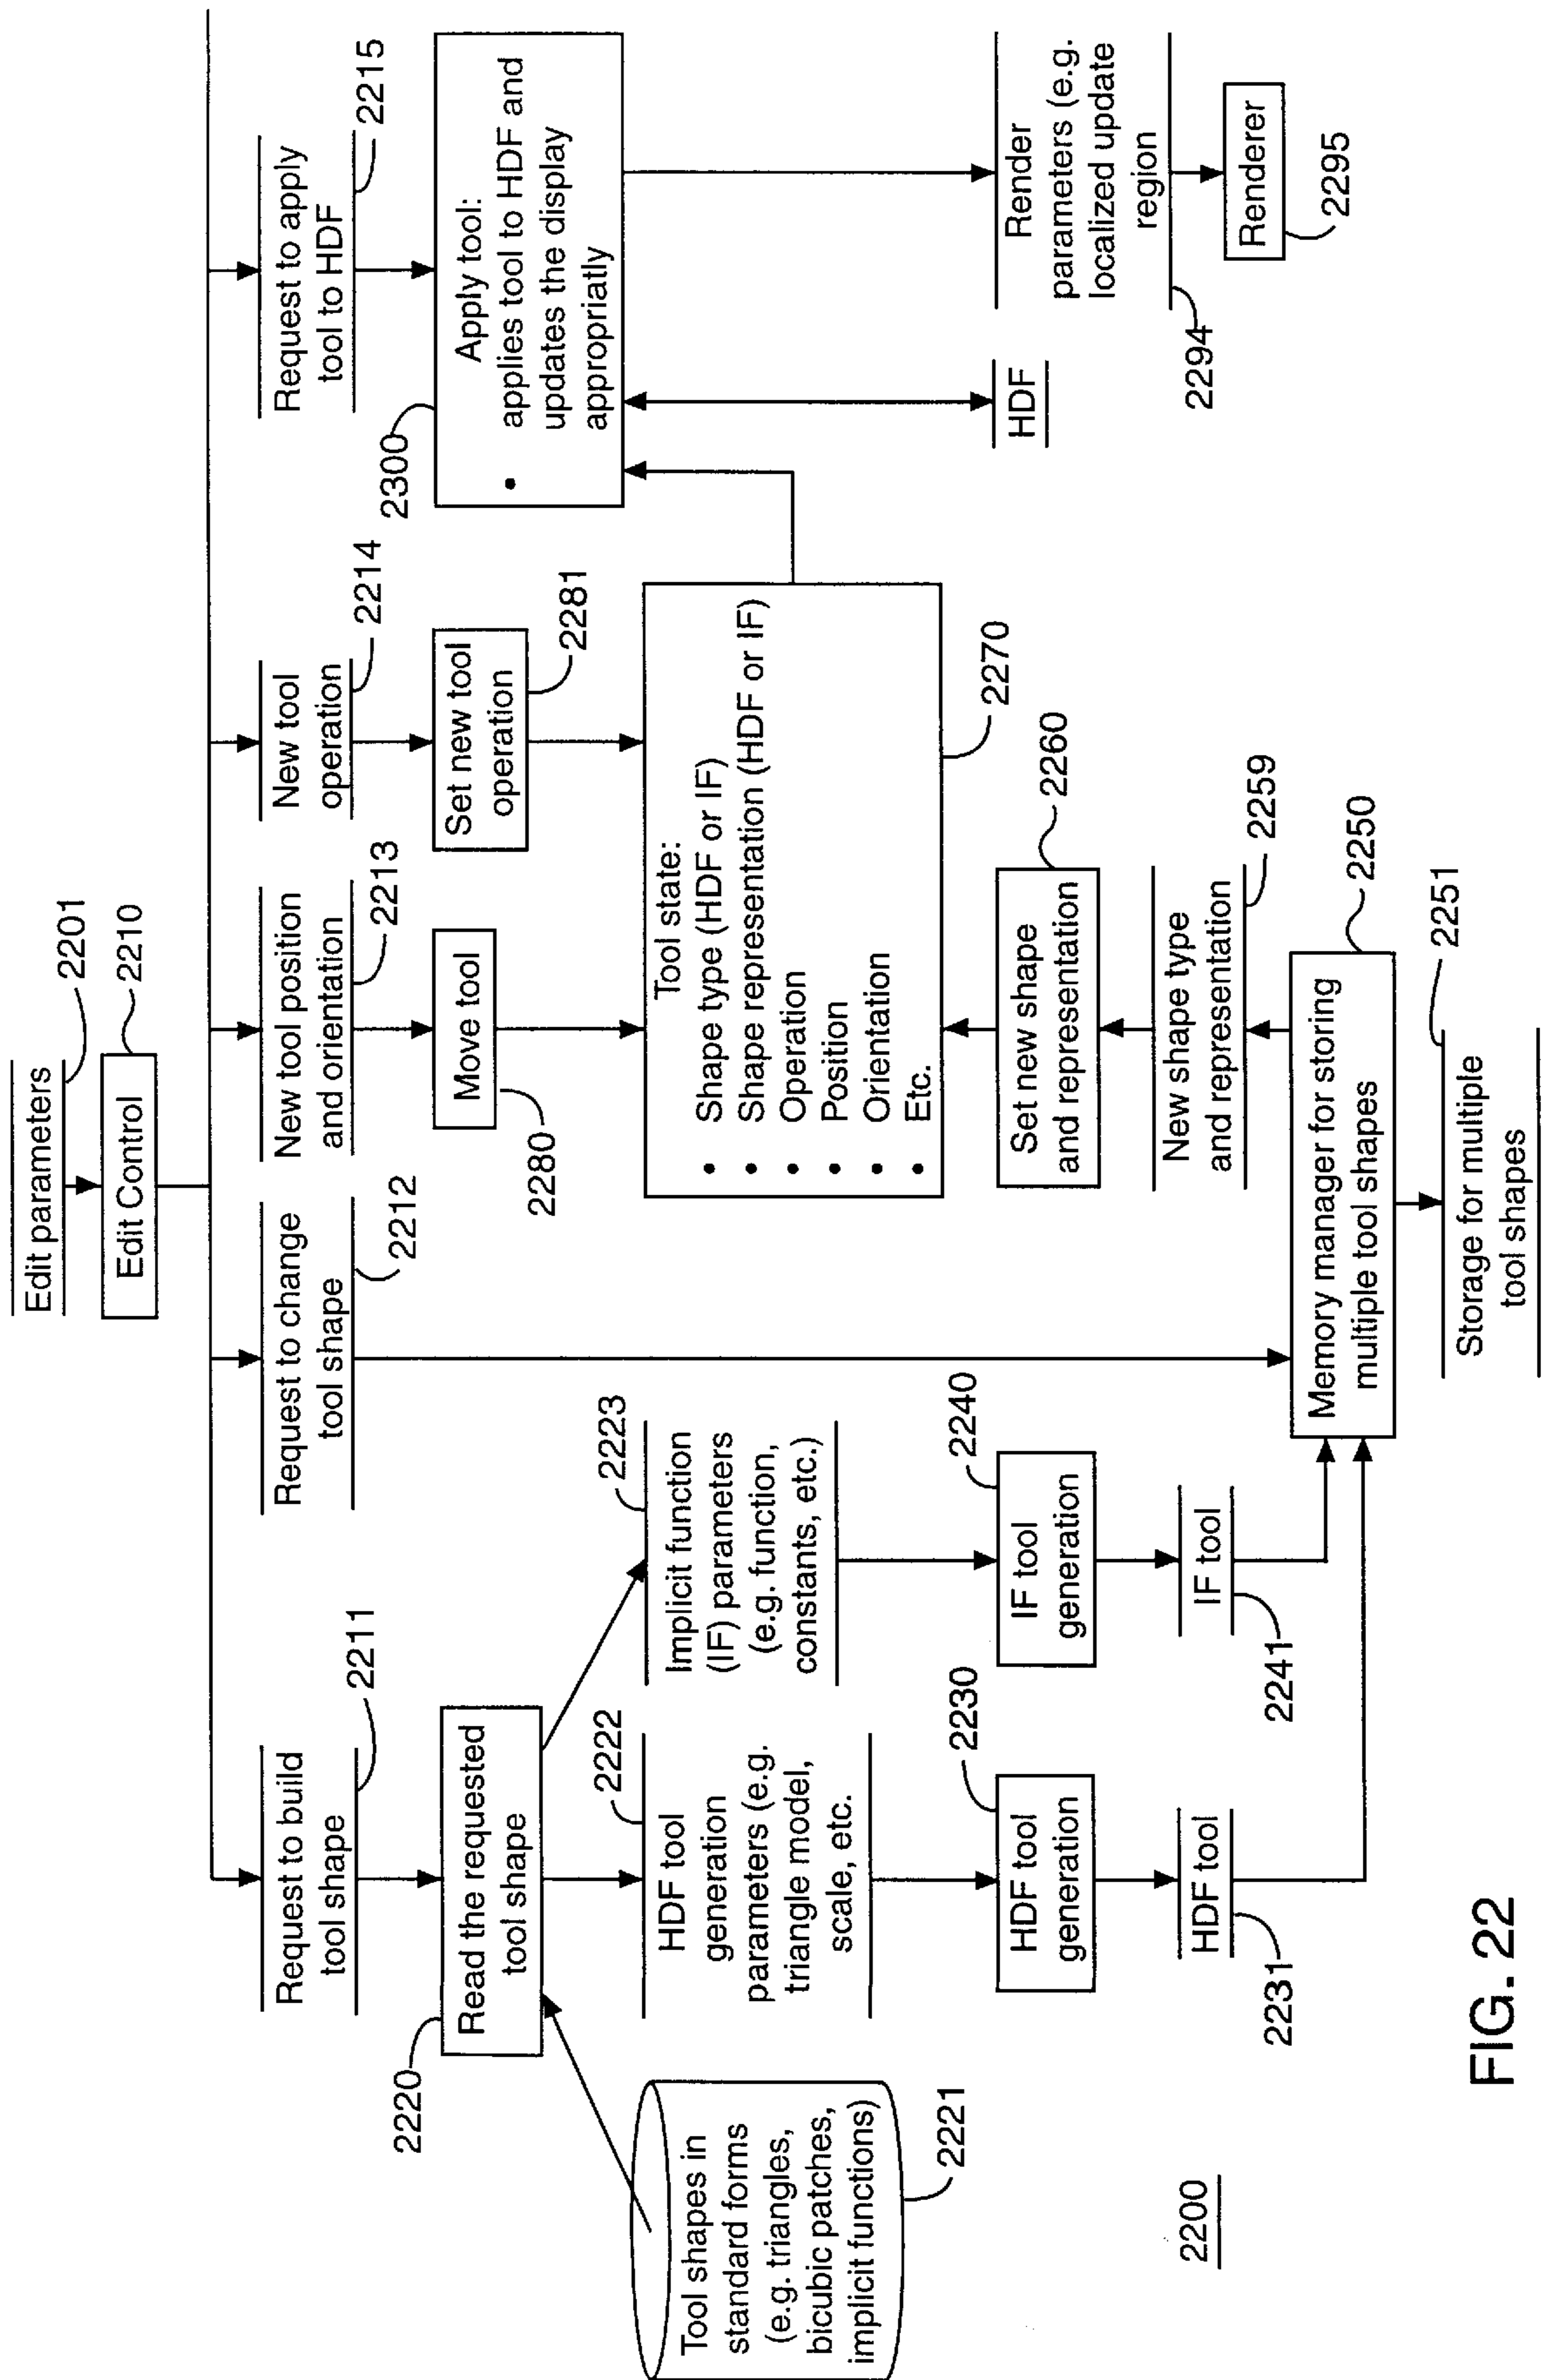 Edit parameters
2201
Edit Control
2210
Request to build
tool shape
2211
Request to change
tool shape
2212
New tool position
and orientation
2213
New tool
operation
2214
Request to apply
tool to HDF
2215
2220
Read the requested
tool shape
Move tool
2280
Set new tool
operation
2281
2300
Apply tool:
• applies tool to HDF and
updates the display
appropriatly
Tool shapes in
standard forms
(e.g. triangles,
bicubic patches,
implicit functions)
2221
HDF tool
generation
parameters (e.g.
triangle model,
scale, etc.
2222
Implicit function
(IF) parameters
(e.g. function,
constants, etc.)
2223
Tool state:
• Shape type (HDF or IF)
• Shape representation (HDF or IF)
• Operation
• Position
• Orientation
• Etc.
2270
HDF tool
generation
2230
IF tool
generation
2240
Set new shape
and representation
2260
HDF
Render
parameters (e.g.
localized update
region
2294
HDF tool
2231
IF tool
2241
New shape type
and representation
2259
Renderer
2295
Memory manager for storing
multiple tool shapes
2250
Storage for multiple
tool shapes
2251
2200
FIG. 22